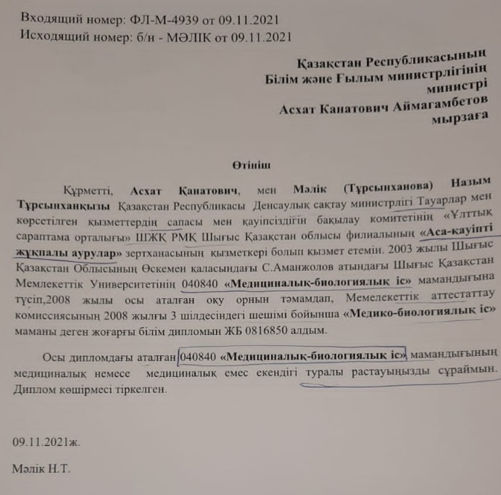 Входящий номер: ФЛ-М-4939 от 09.11.2021
Исходящий номер: б/н - МӘЛІК от 09.11.2021
Қазақстан Республикасының
Білім және Ғылым министрлігінің
министрі
Асхат Канатович Аймагамбетов
мырзаға
Өтініш
Құрметті, Асхат Қанатович, мен Мәлік (Тұрсынханова) Назым
Тұрсынханқызы Қазақстан Республикасы Денсаулық сақтау министрлігі Тауарлар мен
көрсетілген қызметтердің сапасы мен қауіпсіздігін бақылау комитетінің «Ұлттық
сараптама орталығы» ШЖҚ РМҚ Шығыс Қазақстан облысы филиалының «Аса-қауіпті
жұқпалы аурулар» зертханасының қызметкері болып қызмет етемін. 2003 жылы Шығыс
Қазақстан Облысының Өскемен қаласындағы С.Аманжолов атындағы Шығыс Қазақстан
Мемлекеттік Университетінің 040840 «Медициналық-биологиялық іс» мамандығына
түсіп,2008 жылы осы аталған оқу орнын тәмамдап, Мемелекеттік аттестаттау
комиссиясының 2008 жылғы 3 шілдесіндегі шешімі бойынша «Медико-биологиялық іс»
маманы деген жоғарғы білім дипломын ЖБ 0816850 алдым.
Осы дипломдағы аталған 040840 «Медициналық-биологиялық іс» мамандығының
медициналық немесе медициналық емес екендігі туралы растауыңызды сұраймын.
Диплом көшірмесі тіркелген.
09.11.2021ж.
Мәлік Н.Т.